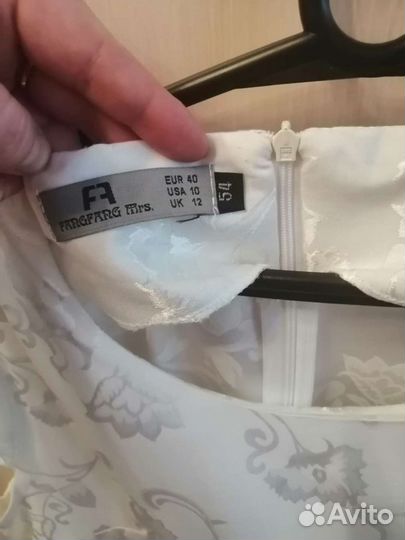 EUR 40
USA 10
UK 12
FANGFANG Mrs.
54
Avito